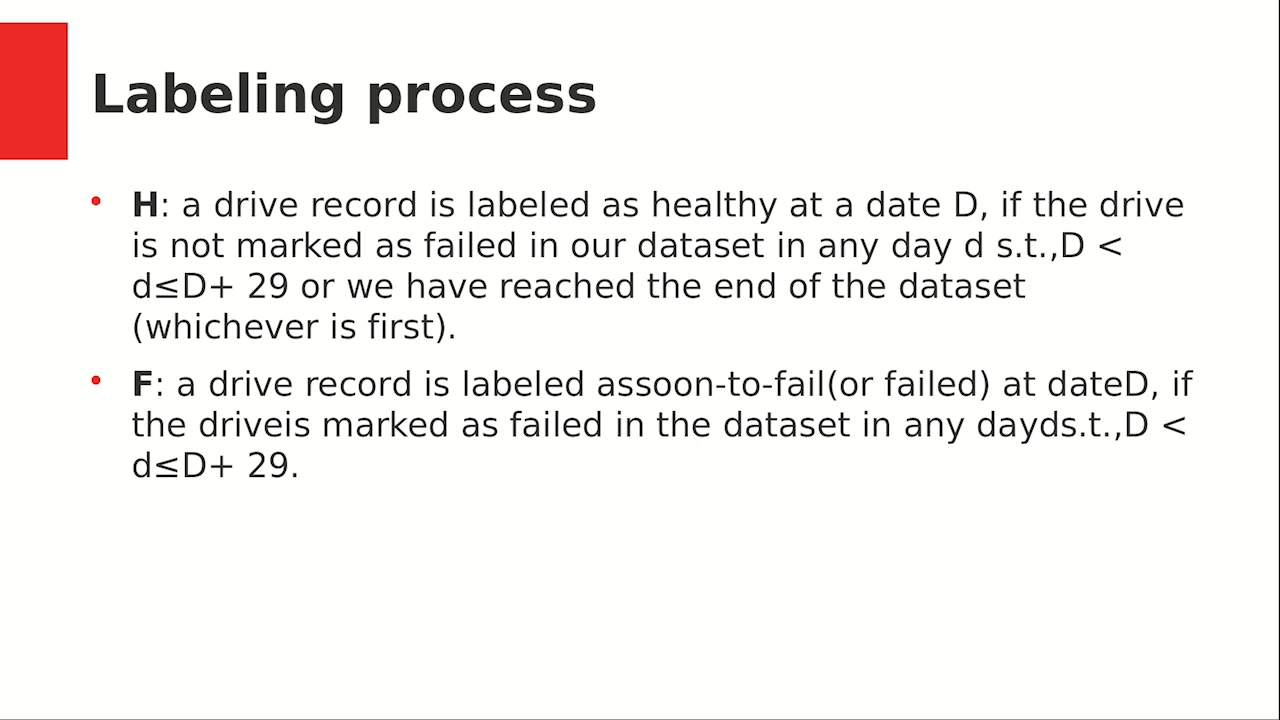 Labeling process
• H: a drive record is labeled as healthy at a date D, if the drive
is not marked as failed in our dataset in any day d s.t.,D <
d≤D+ 29 or we have reached the end of the dataset
(whichever is first).
• F: a drive record is labeled assoon-to-fail(or failed) at dateD, if
the driveis marked as failed in the dataset in any dayds.t.,D <
d≤D+ 29.